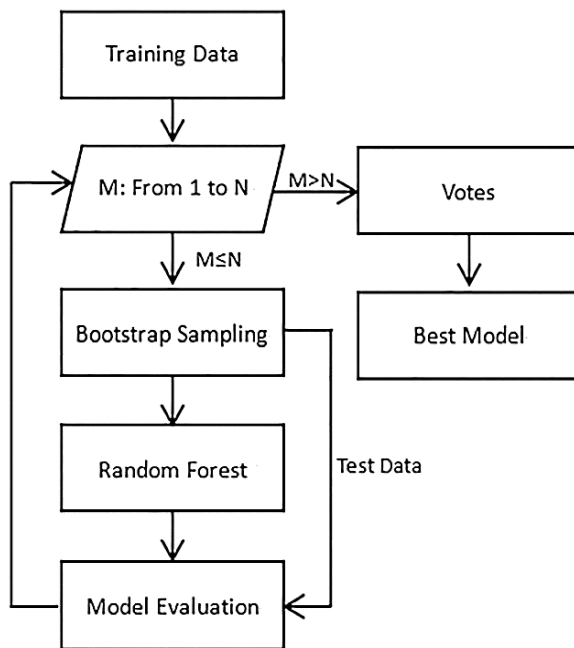 Training Data
M: From 1 to N
M>N
Votes
M≤N
Bootstrap Sampling
Best Model
Random Forest
Test Data
Model Evaluation